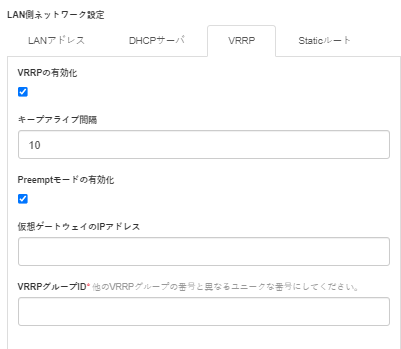 LAN側ネットワーク設定
LANアドレス DHCPサーバ VRRP Staticルート
VRRPの有効化
キープアライブ間隔
10
Preemptモードの有効化
仮想ゲートウェイのIPアドレス
VRRPグループID* 他のVRRPグループの番号と異なるユニークな番号にしてください。